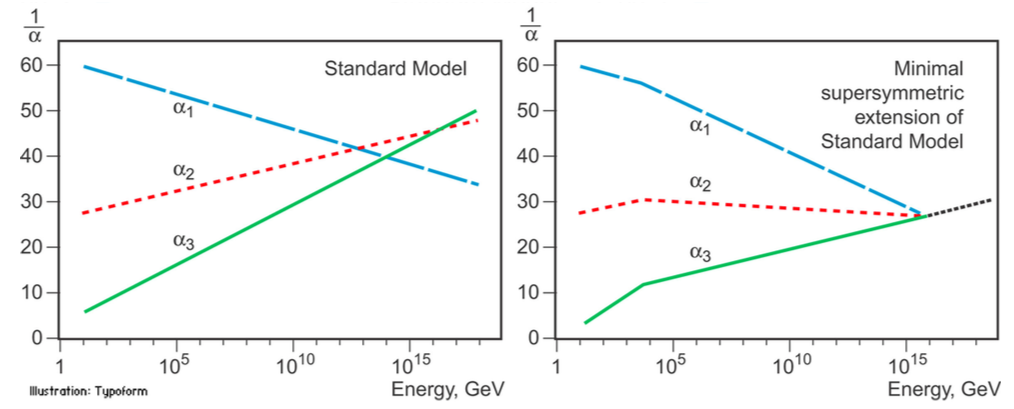 1
α
60
50
40
30
20
10
0
Standard Model
α1
α2
α3
1
10^5
10^10
10^15
Energy, GeV
Illustration: Typoform
1
α
60
50
40
30
20
10
0
Minimal
supersymmetric
extension of
Standard Model
α1
α2
α3
1
10^5
10^10
10^15
Energy, GeV